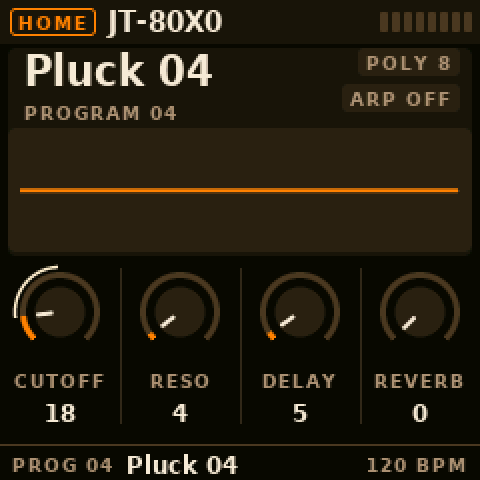 HOME JT-80X0
Pluck 04 POLY 8
PROGRAM 04 ARP OFF
CUTOFF RESO DELAY REVERB
18 4 5 0
PROG 04 Pluck 04 120 BPM